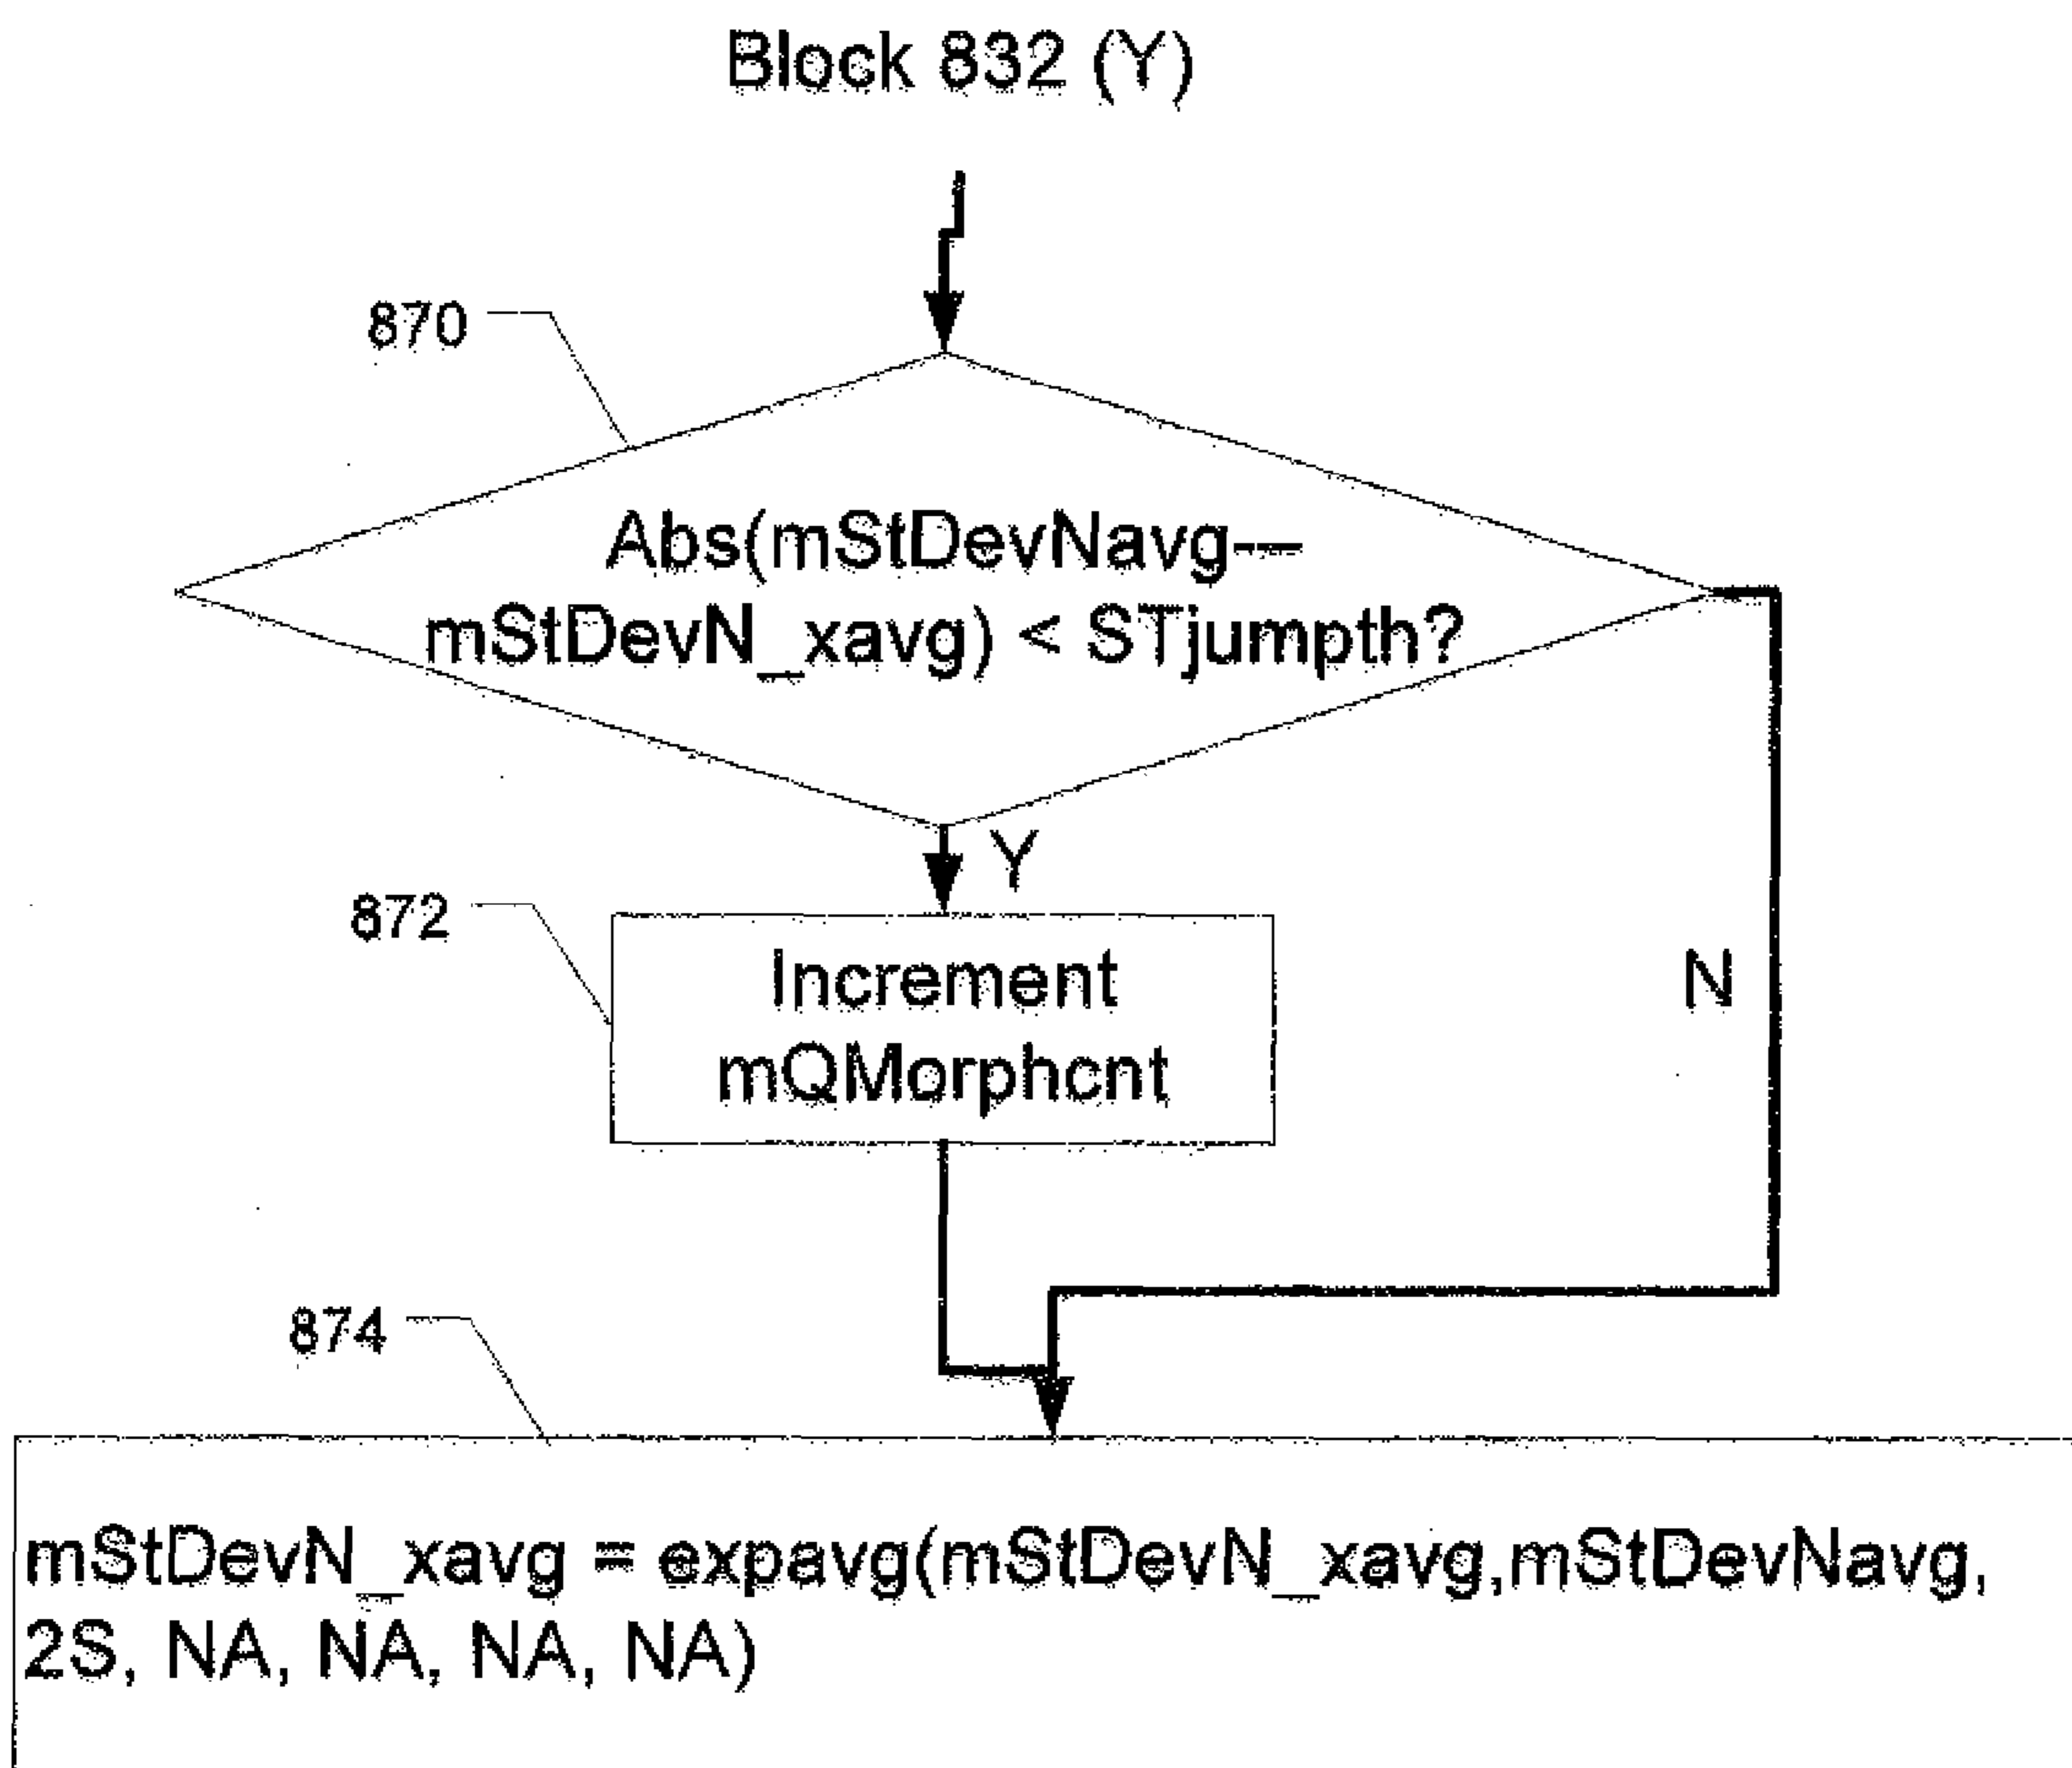 Block 832 (Y)
870
Abs(mStDevNavg—
mStDevN_xavg) < STjumpth?
Y
872
Increment
mQMorphcnt
N
874
mStDevN_xavg = expavg(mStDevN_xavg,mStDevNavg,
2S, NA, NA, NA, NA)